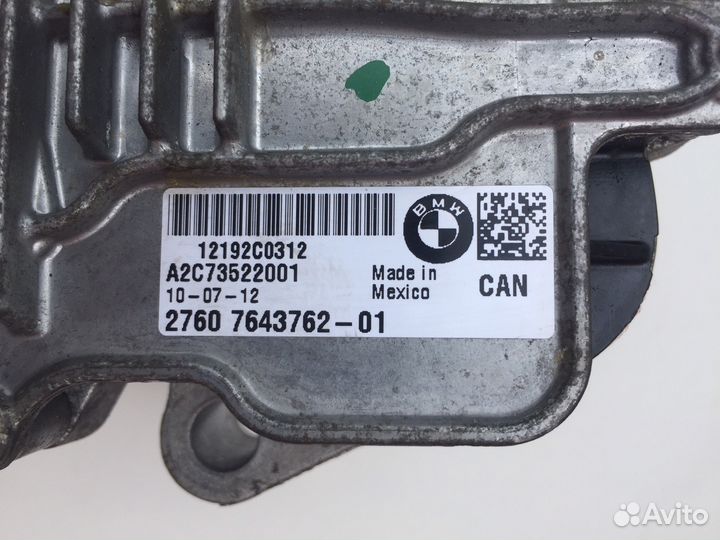 BMW
12192C0312
A2C73522001
10-07-12
Made in
Mexico
CAN
2760 7643762-01
Avito